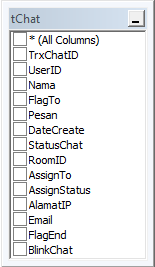 tChat
* (All Columns)
TrxChatID
UserID
Nama
FlagTo
Pesan
DateCreate
StatusChat
RoomID
AssignTo
AssignStatus
AlamatIP
Email
FlagEnd
BlinkChat